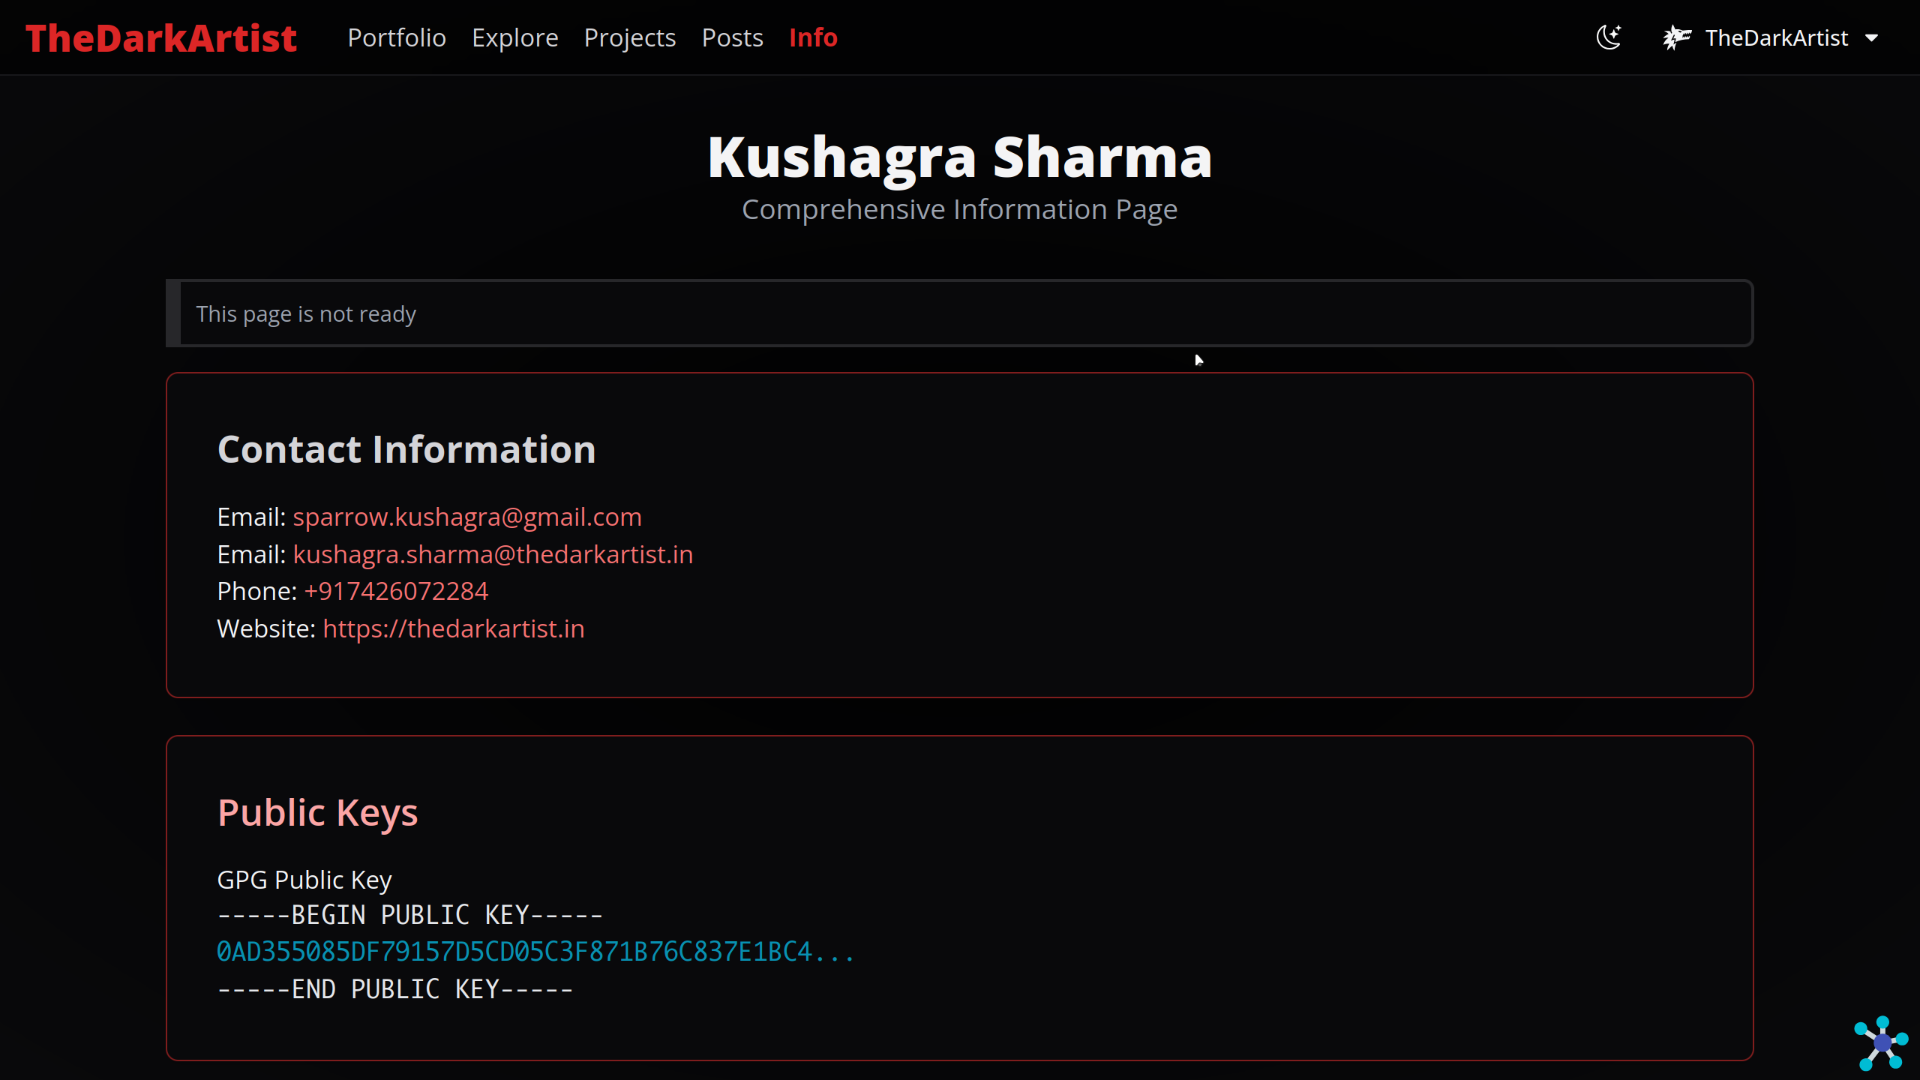 TheDarkArtist
Portfolio Explore Projects Posts Info
TheDarkArtist
Kushagra Sharma
Comprehensive Information Page
This page is not ready
Contact Information
Email: sparrow.kushagra@gmail.com
Email: kushagra.sharma@thedarkartist.in
Phone: +917426072284
Website: https://thedarkartist.in
Public Keys
GPG Public Key
-----BEGIN PUBLIC KEY-----
0AD355085DF79157D5CD05C3F871B76C837E1BC4...
-----END PUBLIC KEY-----